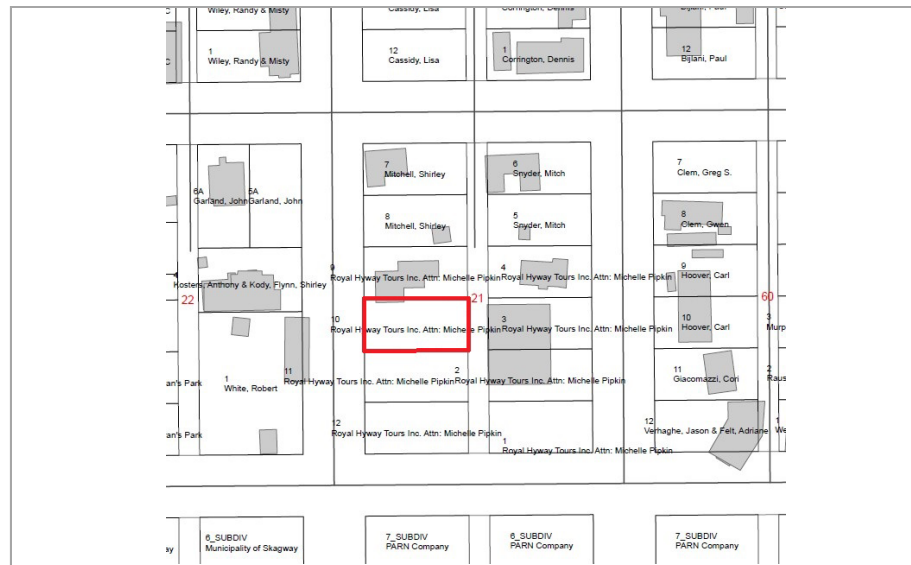 Wiley, Randy & Misty
Cassidy, Lisa
Corrington, Dennis
Bijlani, Paul
1
Wiley, Randy & Misty
12
Cassidy, Lisa
1
Corrington, Dennis
12
Bijlani, Paul
7
Mitchell, Shirley
6
Snyder, Mitch
7
Clem, Greg S.
6A
Garland, John
5A
Garland, John
8
Mitchell, Shirley
5
Snyder, Mitch
8
Clem, Gwen
9
Royal Hyway Tours Inc. Attn: Michelle Pipkin
4
Royal Hyway Tours Inc. Attn: Michelle Pipkin
9
Hoover, Carl
Kosters, Anthony & Kody, Flynn, Shirley
22
21
60
10
Royal Hyway Tours Inc. Attn: Michelle Pipkin
3
Royal Hyway Tours Inc. Attn: Michelle Pipkin
10
Hoover, Carl
3
Murp
an's Park
1
White, Robert
11
Royal Hyway Tours Inc. Attn: Michelle Pipkin
2
Royal Hyway Tours Inc. Attn: Michelle Pipkin
11
Giacomazzi, Cori
2
Raus
an's Park
12
Royal Hyway Tours Inc. Attn: Michelle Pipkin
1
Royal Hyway Tours Inc. Attn: Michelle Pipkin
12
Verhaghe, Jason & Felt, Adriane
1
We
ay
6_SUBDIV
Municipality of Skagway
7_SUBDIV
PARN Company
6_SUBDIV
PARN Company
7_SUBDIV
PARN Company